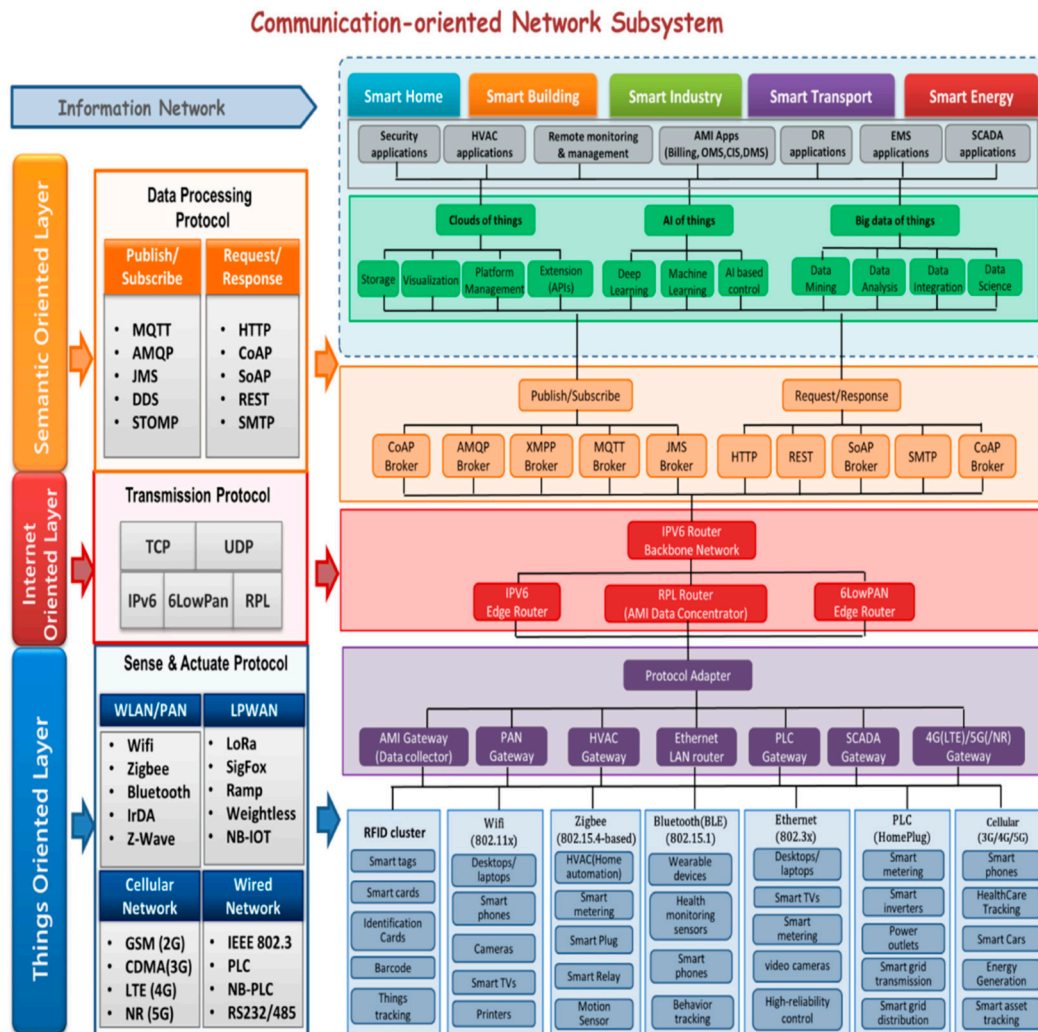 Communication-oriented Network Subsystem
Information Network
Smart Home
Smart Building
Smart Industry
Smart Transport
Smart Energy
Security
applications
HVAC
applications
Remote monitoring
& management
AMI Apps
(Billing, OMS,CIS,DMS)
DR
applications
EMS
applications
SCADA
applications
Semantic Oriented Layer
Data Processing
Protocol
Publish/
Subscribe
• MQTT
• AMQP
• JMS
• DDS
• STOMP
Request/
Response
• HTTP
• CoAP
• SoAP
• REST
• SMTP
Clouds of things
AI of things
Big data of things
Storage
Visualization
Platform
Management
Extension
(APIs)
Deep
Learning
Machine
Learning
AI based
control
Data
Mining
Data
Analysis
Data
Integration
Data
Science
Publish/Subscribe
Request/Response
CoAP
Broker
AMQP
Broker
XMPP
Broker
MQTT
Broker
JMS
Broker
HTTP
REST
SoAP
Broker
SMTP
CoAP
Broker
Internet
Oriented Layer
Transmission Protocol
TCP
UDP
IPv6
6LowPan
RPL
IPV6 Router
Backbone Network
IPV6
Edge Router
RPL Router
(AMI Data Concentrator)
6LowPAN
Edge Router
Things Oriented Layer
Sense & Actuate Protocol
WLAN/PAN
• Wifi
• Zigbee
• Bluetooth
• IrDA
• Z-Wave
LPWAN
• LoRa
• SigFox
• Ramp
• Weightless
• NB-IOT
Cellular
Network
• GSM (2G)
• CDMA(3G)
• LTE (4G)
• NR (5G)
Wired
Network
• IEEE 802.3
• PLC
• NB-PLC
• RS232/485
Protocol Adapter
AMI Gateway
(Data collector)
PAN
Gateway
HVAC
Gateway
Ethernet
LAN router
PLC
Gateway
SCADA
Gateway
4G(LTE)/5G(/NR)
Gateway
RFID cluster
Smart tags
Smart cards
Identification
Cards
Barcode
Things
tracking
Wifi
(802.11x)
Desktops/
laptops
Smart
phones
Cameras
Smart TVs
Printers
Zigbee
(802.15.4-based)
HVAC(Home
automation)
Smart
metering
Smart Plug
Smart Relay
Motion
Sensor
Bluetooth(BLE)
(802.15.1)
Wearable
devices
Health
monitoring
sensors
Smart
phones
Behavior
tracking
Ethernet
(802.3x)
Desktops/
laptops
Smart TVs
Smart
metering
video cameras
High-reliability
control
PLC
(HomePlug)
Smart
metering
Smart
inverters
Power
outlets
Smart grid
transmission
Smart grid
distribution
Cellular
(3G/4G/5G)
Smart
phones
HealthCare
Tracking
Smart Cars
Energy
Generation
Smart asset
tracking